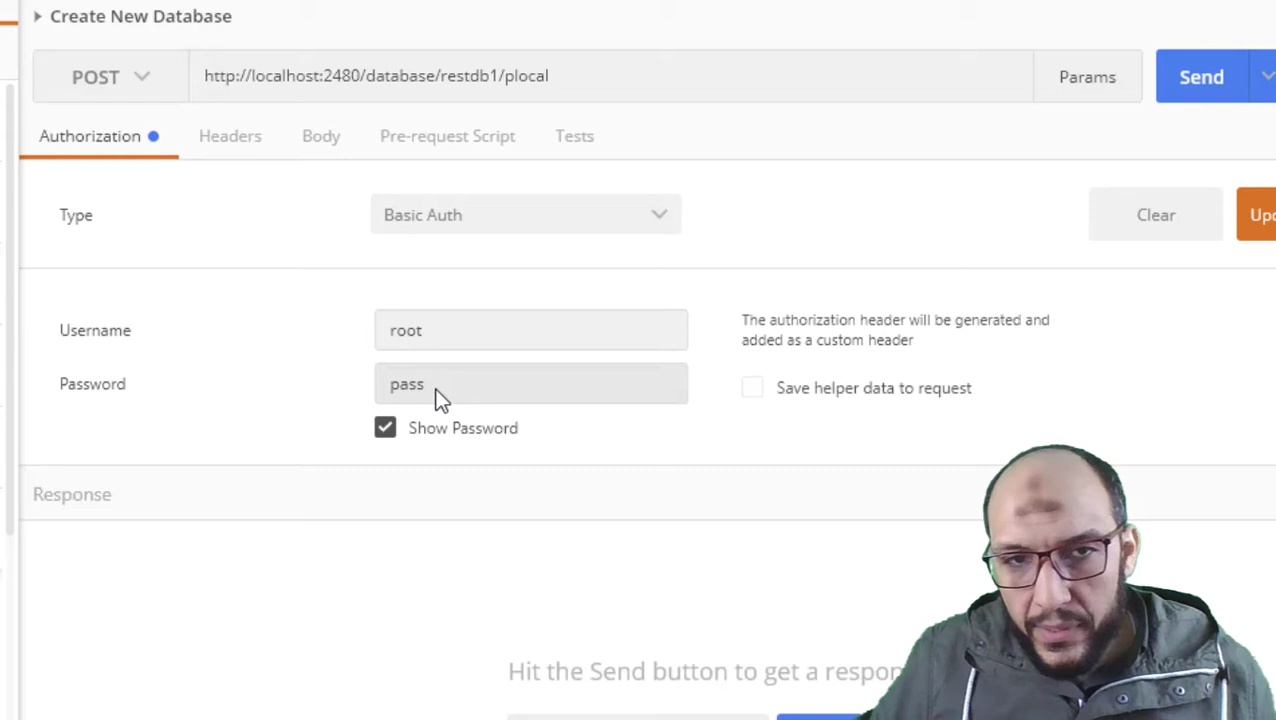 Create New Database
POST
http://localhost:2480/database/restdb1/plocal
Params
Send
Authorization
Headers
Body
Pre-request Script
Tests
Type
Basic Auth
Clear
Username
root
The authorization header will be generated and
added as a custom header
Password
pass
Save helper data to request
Show Password
Response
Hit the Send button to get a